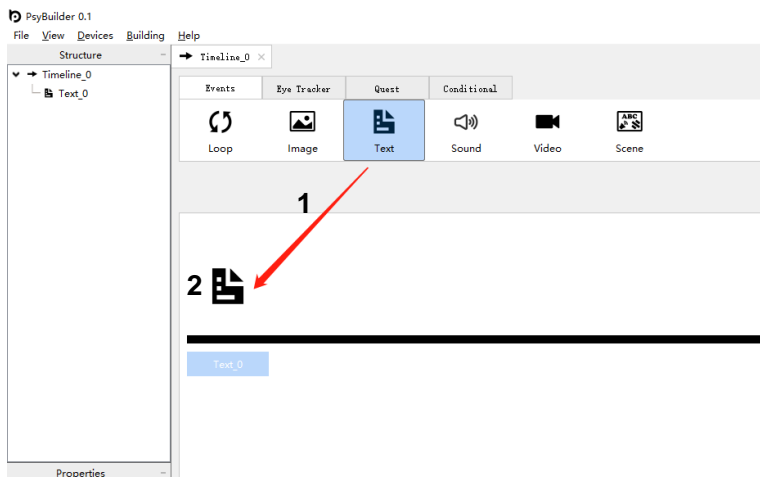 PsyBuilder 0.1
File View Devices Building Help
Structure
Timeline_0
Timeline_0
Text_0
Events Eye Tracker Quest Conditional
Loop Image Text Sound Video Scene
ABC
1
2
Text_0
Properties